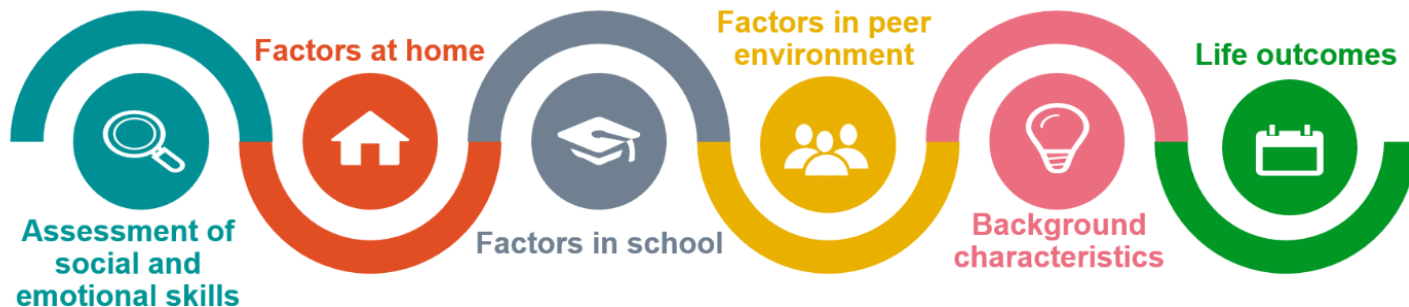 Assessment of
social and
emotional skills
Factors at home
Factors in school
Factors in peer
environment
Background
characteristics
Life outcomes